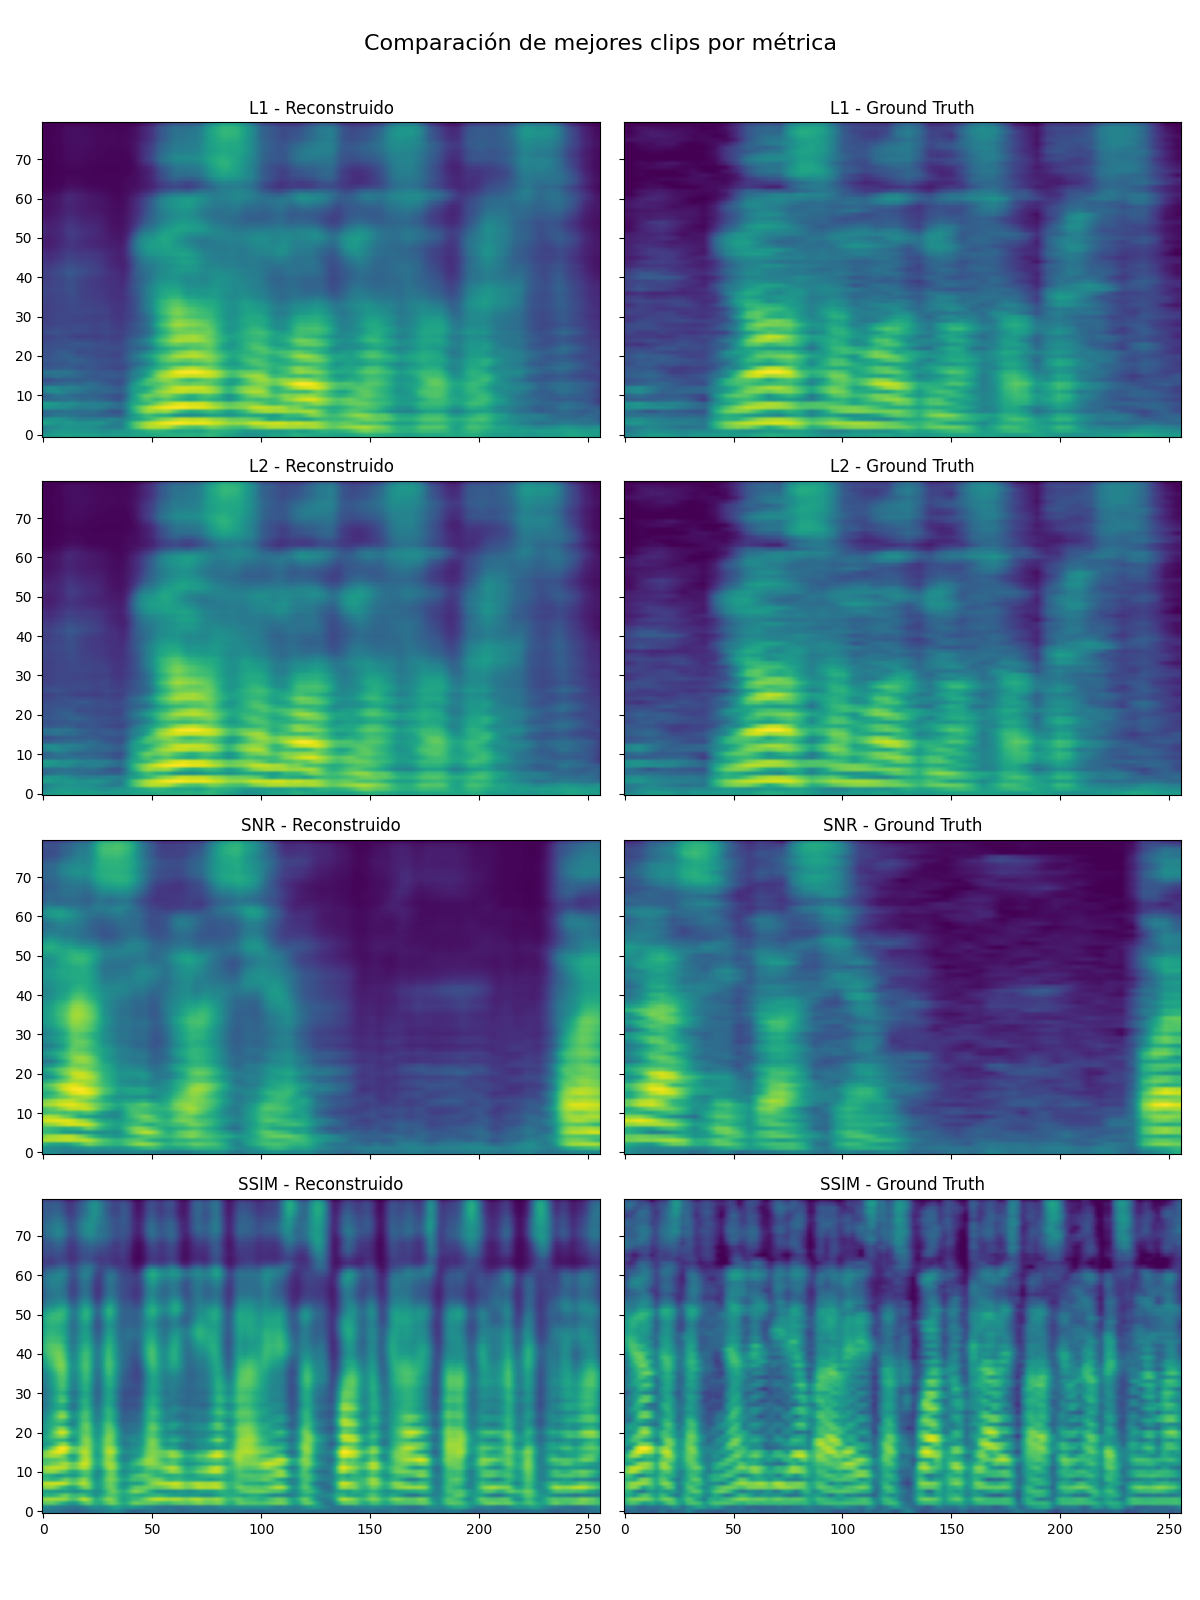 Comparación de mejores clips por métrica
L1 - Reconstruido
L1 - Ground Truth
70
60
50
40
30
20
10
0
L2 - Reconstruido
L2 - Ground Truth
70
60
50
40
30
20
10
0
SNR - Reconstruido
SNR - Ground Truth
70
60
50
40
30
20
10
0
SSIM - Reconstruido
SSIM - Ground Truth
70
60
50
40
30
20
10
0
0 50 100 150 200 250
0 50 100 150 200 250